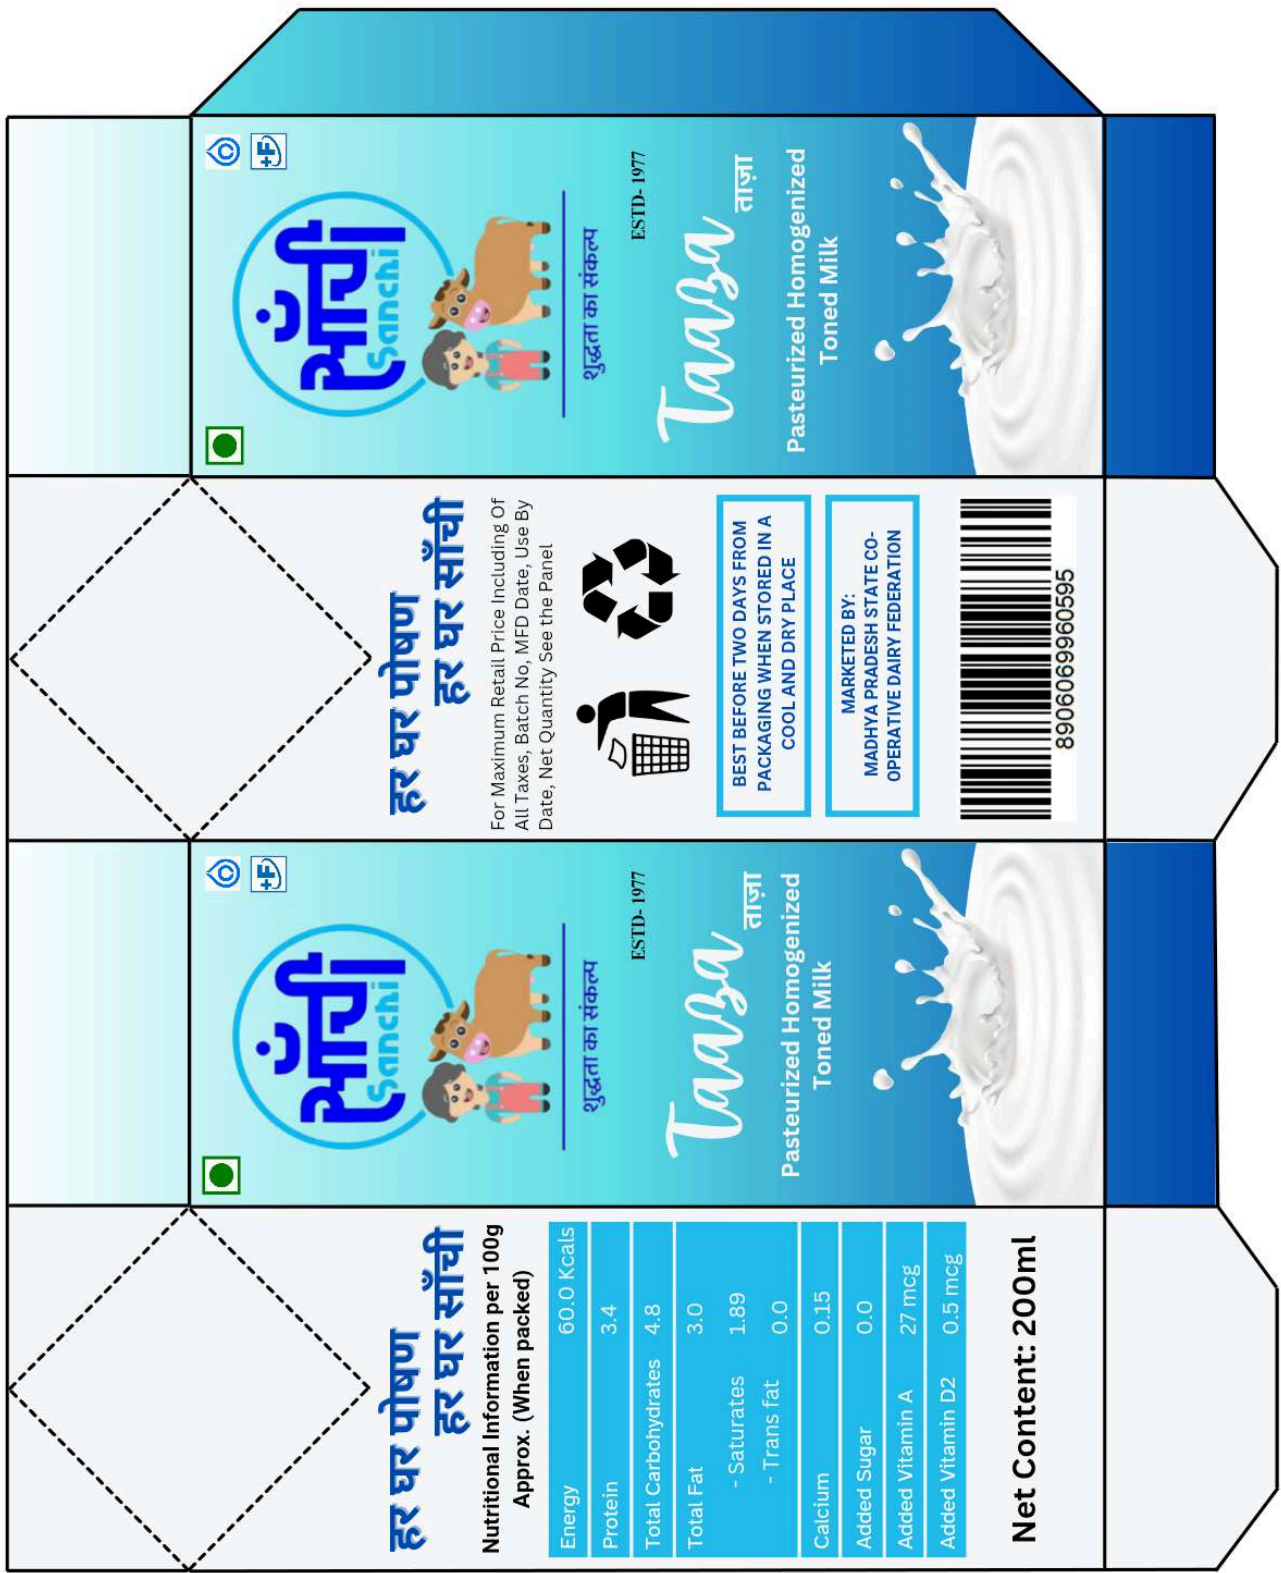 हर घर पोषण
हर घर साँची
Nutritional Information per 100g
Approx. (When packed)
Energy 60.0 Kcals
Protein 3.4
Total Carbohydrates 4.8
Total Fat 3.0
- Saturates 1.89
- Trans fat 0.0
Calcium 0.15
Added Sugar 0.0
Added Vitamin A 27 mcg
Added Vitamin D2 0.5 mcg
Net Content: 200ml
+F
साँची
Sanchi
शुद्धता का संकल्प
ESTD- 1977
Taaza
ताज़ा
Pasteurized Homogenized
Toned Milk
हर घर पोषण
हर घर साँची
For Maximum Retail Price Including Of
All Taxes, Batch No, MFD Date, Use By
Date, Net Quantity See the Panel
BEST BEFORE TWO DAYS FROM
PACKAGING WHEN STORED IN A
COOL AND DRY PLACE
MARKETED BY:
MADHYA PRADESH STATE CO-
OPERATIVE DAIRY FEDERATION
8906069960595
+F
साँची
Sanchi
शुद्धता का संकल्प
ESTD- 1977
Taaza
ताज़ा
Pasteurized Homogenized
Toned Milk